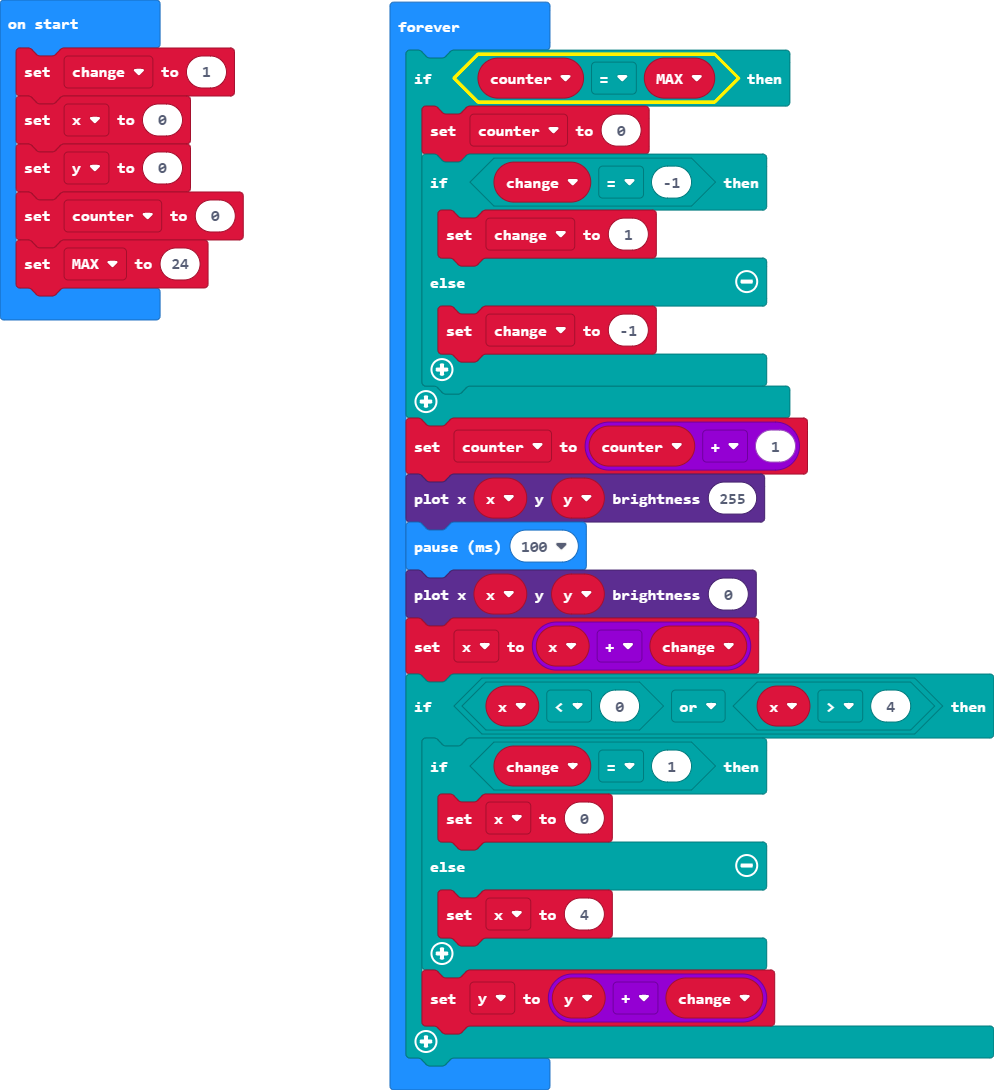 on start
set change to 1
set x to 0
set y to 0
set counter to 0
set MAX to 24
forever
if counter = MAX then
set counter to 0
if change = -1 then
set change to 1
else
set change to -1
set counter to counter + 1
plot x x y y brightness 255
pause (ms) 100
plot x x y y brightness 0
set x to x + change
if x < 0 or x > 4 then
if change = 1 then
set x to 0
else
set x to 4
set y to y + change